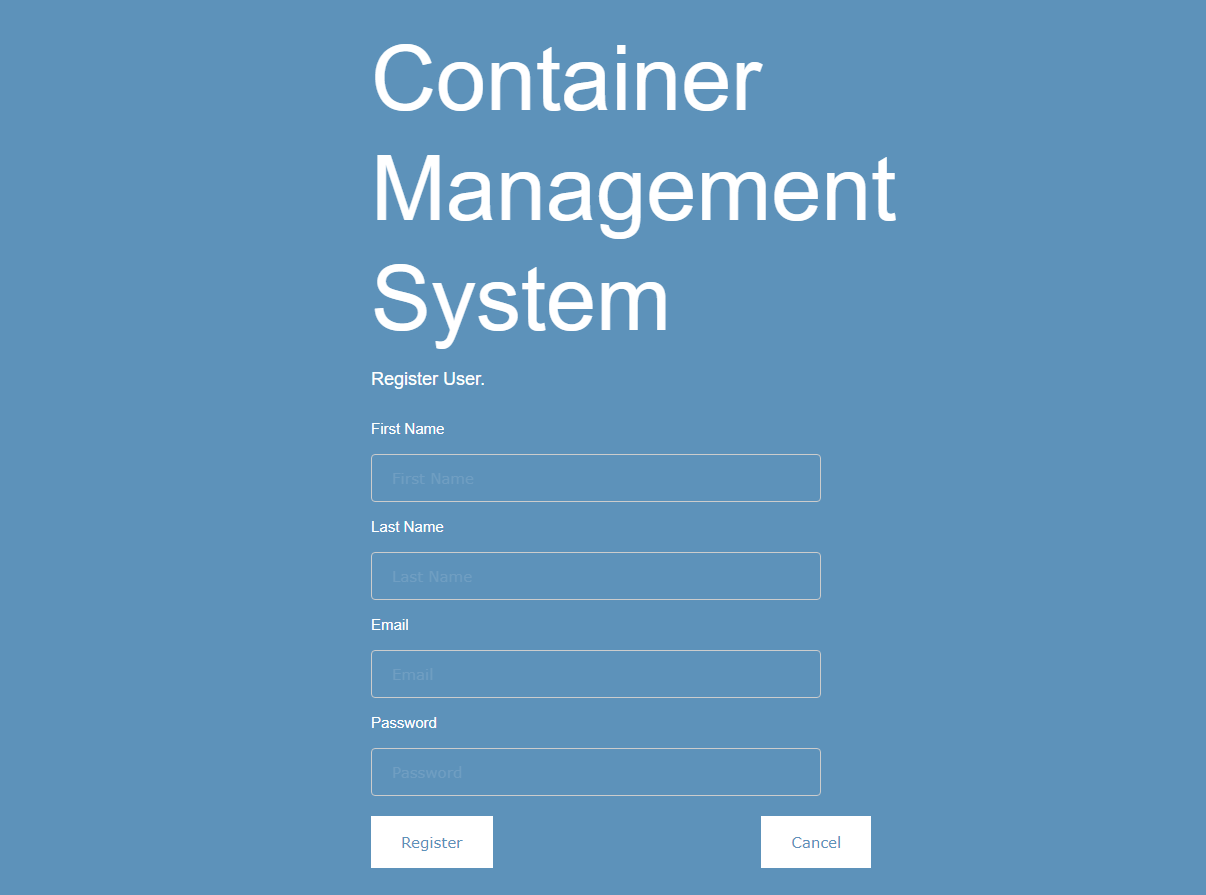 Container
Management
System
Register User.
First Name
First Name
Last Name
Last Name
Email
Email
Password
Password
Register Cancel